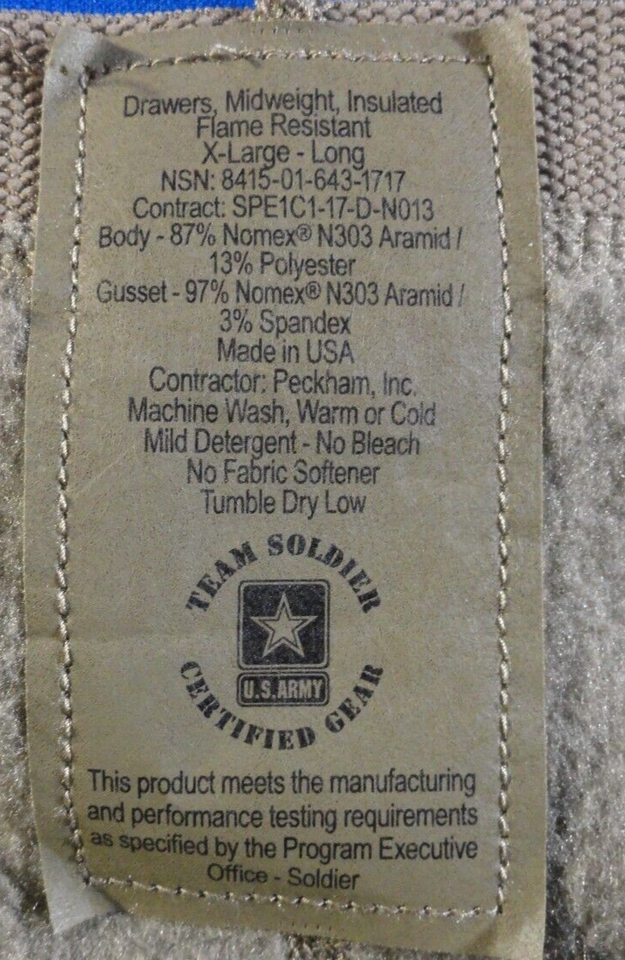 Drawers, Midweight, Insulated
Flame Resistant
X-Large - Long
NSN: 8415-01-643-1717
Contract: SPE1C1-17-D-N013
Body - 87% Nomex® N303 Aramid /
13% Polyester
Gusset - 97% Nomex® N303 Aramid /
3% Spandex
Made in USA
Contractor: Peckham, Inc.
Machine Wash, Warm or Cold
Mild Detergent - No Bleach
No Fabric Softener
Tumble Dry Low
TEAM SOLDIER
U.S. ARMY
CERTIFIED GEAR
This product meets the manufacturing
and performance testing requirements
as specified by the Program Executive
Office - Soldier